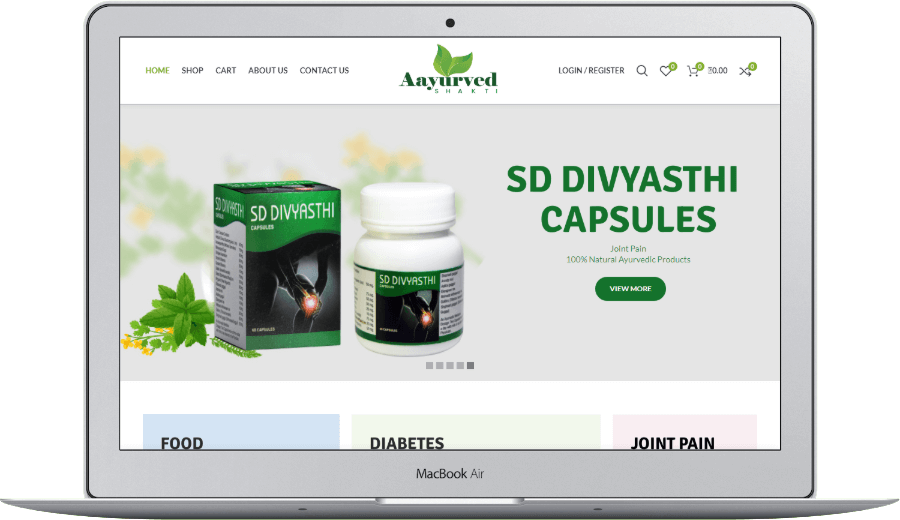 HOME SHOP CART ABOUT US CONTACT US
Aayurved
SHAKTI
LOGIN / REGISTER 0 0 ₹0.00 0
SD DIVYASTHI
CAPSULES
Joint Pain
100% Natural Ayurvedic Products
VIEW MORE
SD DIVYASTHI
SD DIVYASTHI
CAPSULES
60 CAPSULES
SD DIVYASTHI
CAPSULES
FOOD
DIABETES
JOINT PAIN
MacBook Air